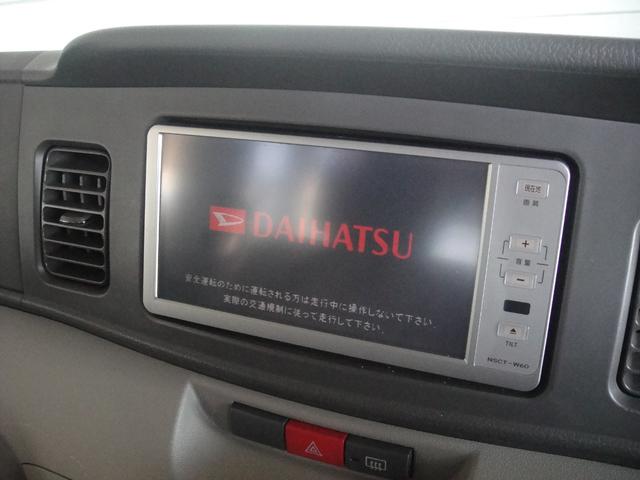 現在地
画質
DAIHATSU
+
音量
−
安全運転のために運転される方は走行中に操作しないで下さい.
実際の交通規制に従って走行して下さい.
TILT
NSCT-W60